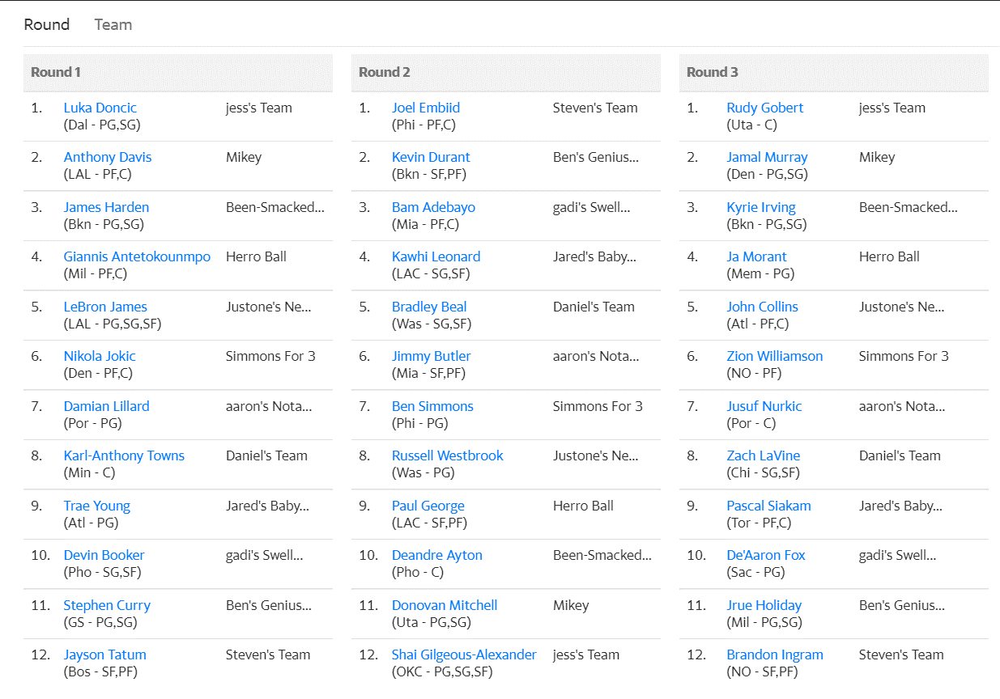 Round Team
Round 1
1. Luka Doncic jess's Team
(Dal - PG,SG)
2. Anthony Davis Mikey
(LAL - PF,C)
3. James Harden Been-Smacked...
(Bkn - PG,SG)
4. Giannis Antetokounmpo Herro Ball
(Mil - PF,C)
5. LeBron James Justone's Ne...
(LAL - PG,SG,SF)
6. Nikola Jokic Simmons For 3
(Den - PF,C)
7. Damian Lillard aaron's Nota...
(Por - PG)
8. Karl-Anthony Towns Daniel's Team
(Min - C)
9. Trae Young Jared's Baby...
(Atl - PG)
10. Devin Booker gadi's Swell...
(Pho - SG,SF)
11. Stephen Curry Ben's Genius...
(GS - PG,SG)
12. Jayson Tatum Steven's Team
(Bos - SF,PF)
Round 2
1. Joel Embiid Steven's Team
(Phi - PF,C)
2. Kevin Durant Ben's Genius...
(Bkn - SF,PF)
3. Bam Adebayo gadi's Swell...
(Mia - PF,C)
4. Kawhi Leonard Jared's Baby...
(LAC - SG,SF)
5. Bradley Beal Daniel's Team
(Was - SG,SF)
6. Jimmy Butler aaron's Nota...
(Mia - SF,PF)
7. Ben Simmons Simmons For 3
(Phi - PG)
8. Russell Westbrook Justone's Ne...
(Was - PG)
9. Paul George Herro Ball
(LAC - SF,PF)
10. Deandre Ayton Been-Smacked...
(Pho - C)
11. Donovan Mitchell Mikey
(Uta - PG,SG)
12. Shai Gilgeous-Alexander jess's Team
(OKC - PG,SG,SF)
Round 3
1. Rudy Gobert jess's Team
(Uta - C)
2. Jamal Murray Mikey
(Den - PG,SG)
3. Kyrie Irving Been-Smacked...
(Bkn - PG,SG)
4. Ja Morant Herro Ball
(Mem - PG)
5. John Collins Justone's Ne...
(Atl - PF,C)
6. Zion Williamson Simmons For 3
(NO - PF)
7. Jusuf Nurkic aaron's Nota...
(Por - C)
8. Zach LaVine Daniel's Team
(Chi - SG,SF)
9. Pascal Siakam Jared's Baby...
(Tor - PF,C)
10. De'Aaron Fox gadi's Swell...
(Sac - PG)
11. Jrue Holiday Ben's Genius...
(Mil - PG,SG)
12. Brandon Ingram Steven's Team
(NO - SF,PF)